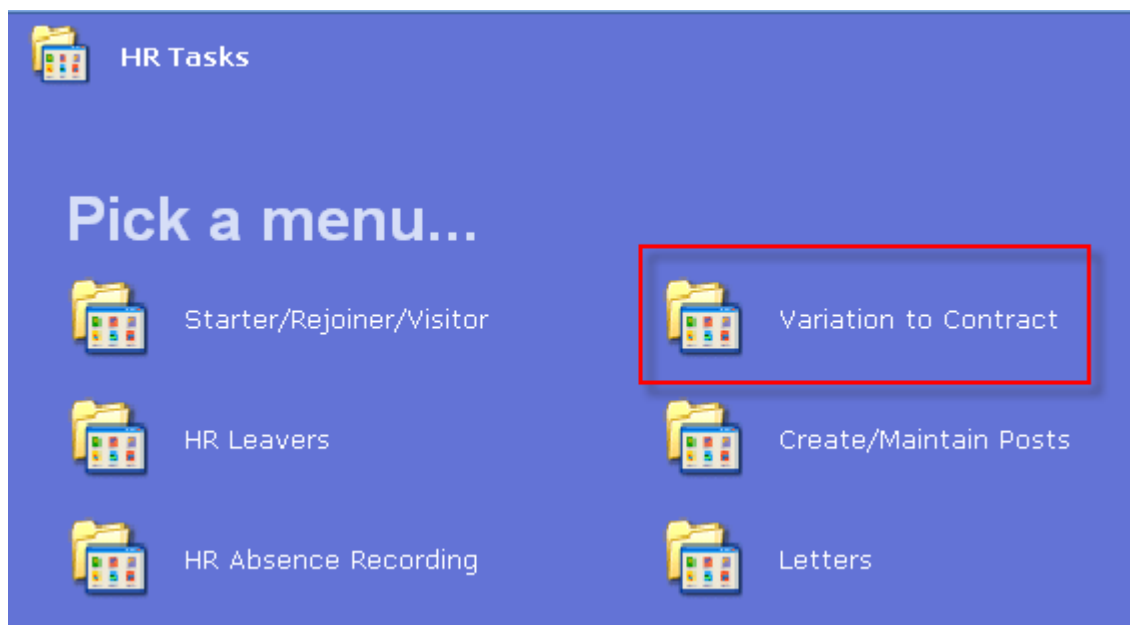 HR Tasks
Pick a menu...
Starter/Rejoiner/Visitor
Variation to Contract
HR Leavers
Create/Maintain Posts
HR Absence Recording
Letters